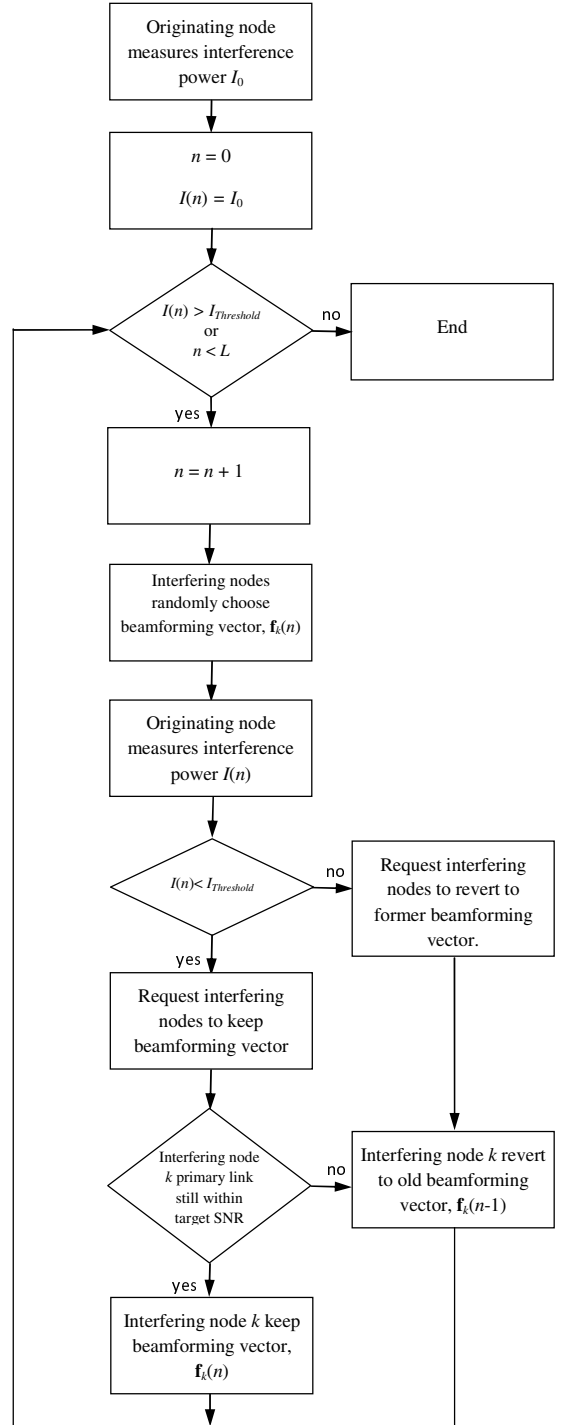 Originating node
measures interference
power I₀
n = 0
I(n) = I₀
I(n) > I_Threshold
or
n < L
no
End
yes
n = n + 1
Interfering nodes
randomly choose
beamforming vector, fₖ(n)
Originating node
measures interference
power I(n)
I(n)< I_Threshold
no
Request interfering
nodes to revert to
former beamforming
vector.
yes
Request interfering
nodes to keep
beamforming vector
Interfering node
k primary link
still within
target SNR
no
Interfering node k revert
to old beamforming
vector, fₖ(n-1)
yes
Interfering node k keep
beamforming vector,
fₖ(n)